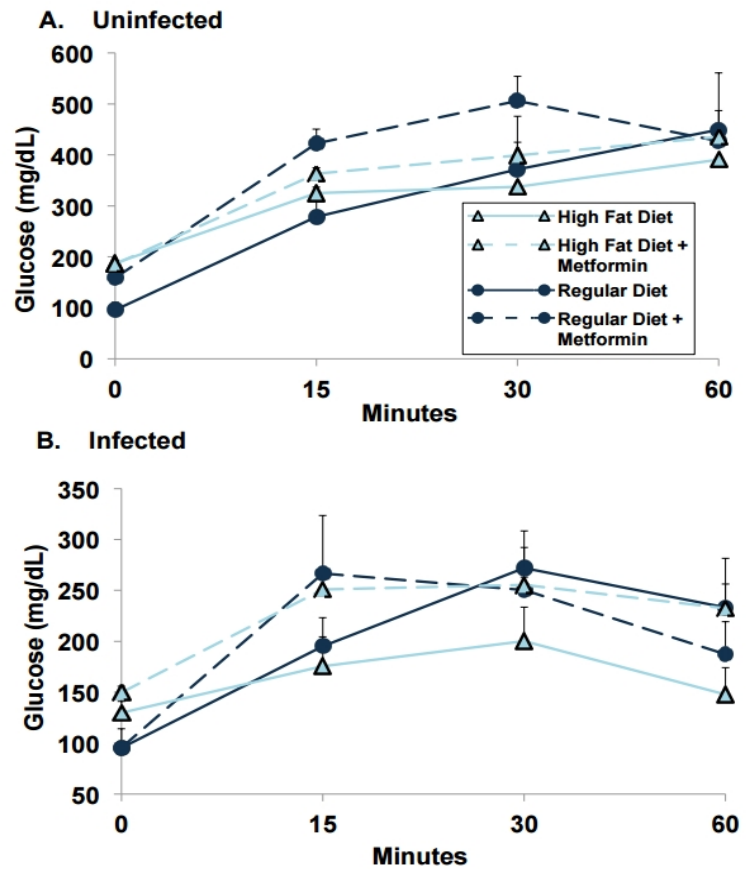 A. Uninfected
600
500
400
300
200
100
0
Glucose (mg/dL)
High Fat Diet
High Fat Diet +
Metformin
Regular Diet
Regular Diet +
Metformin
0 15 30 60
Minutes
B. Infected
350
300
250
200
150
100
50
Glucose (mg/dL)
0 15 30 60
Minutes